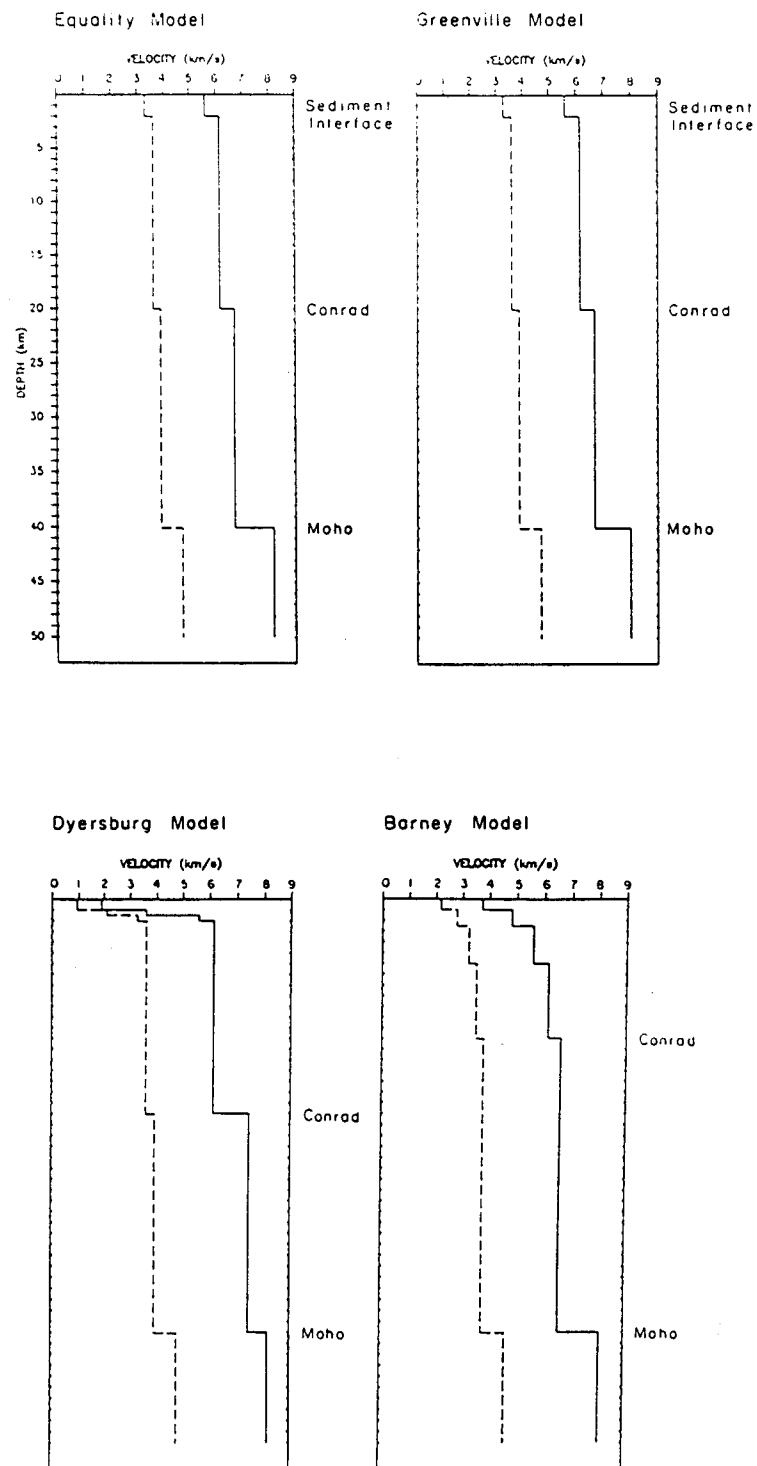 Equality Model
Greenville Model
VELOCITY (km/s)
VELOCITY (km/s)
0 1 2 3 4 5 6 7 8 9
0 1 2 3 4 5 6 7 8 9
Sediment
Interface
Sediment
Interface
5
10
15
20
Conrad
Conrad
DEPTH (km)
25
30
35
40
Moho
Moho
45
50
Dyersburg Model
Barney Model
VELOCITY (km/s)
VELOCITY (km/s)
0 1 2 3 4 5 6 7 8 9
0 1 2 3 4 5 6 7 8 9
Conrad
Conrad
Moho
Moho